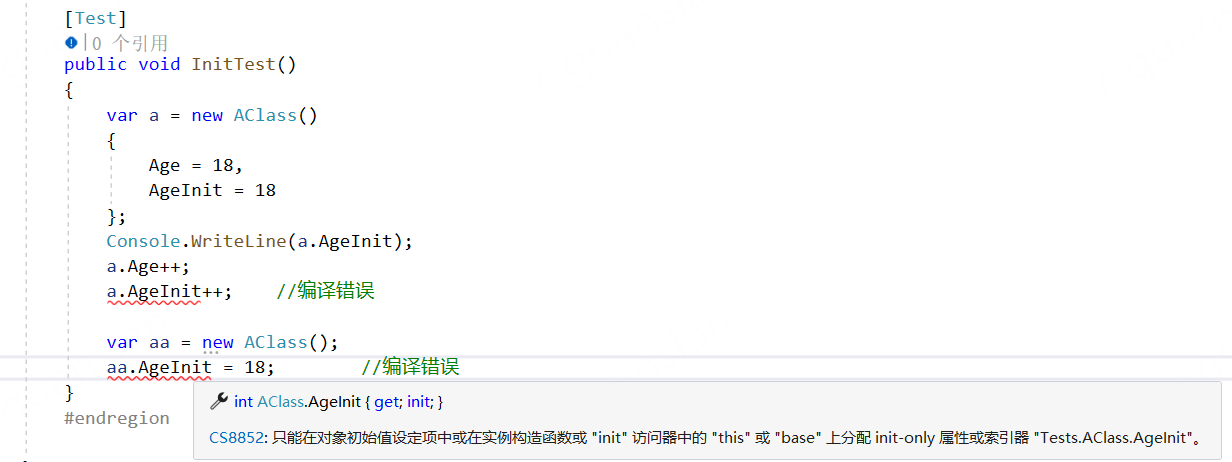 [Test]
|0 个引用
public void InitTest()
{
var a = new AClass()
{
Age = 18,
AgeInit = 18
};
Console.WriteLine(a.AgeInit);
a.Age++;
a.AgeInit++; //编译错误
var aa = new AClass();
aa.AgeInit = 18; //编译错误
}
#endregion
int AClass.AgeInit { get; init; }
CS8852: 只能在对象初始值设定项中或在实例构造函数或 "init" 访问器中的 "this" 或 "base" 上分配 init-only 属性或索引器 "Tests.AClass.AgeInit"。